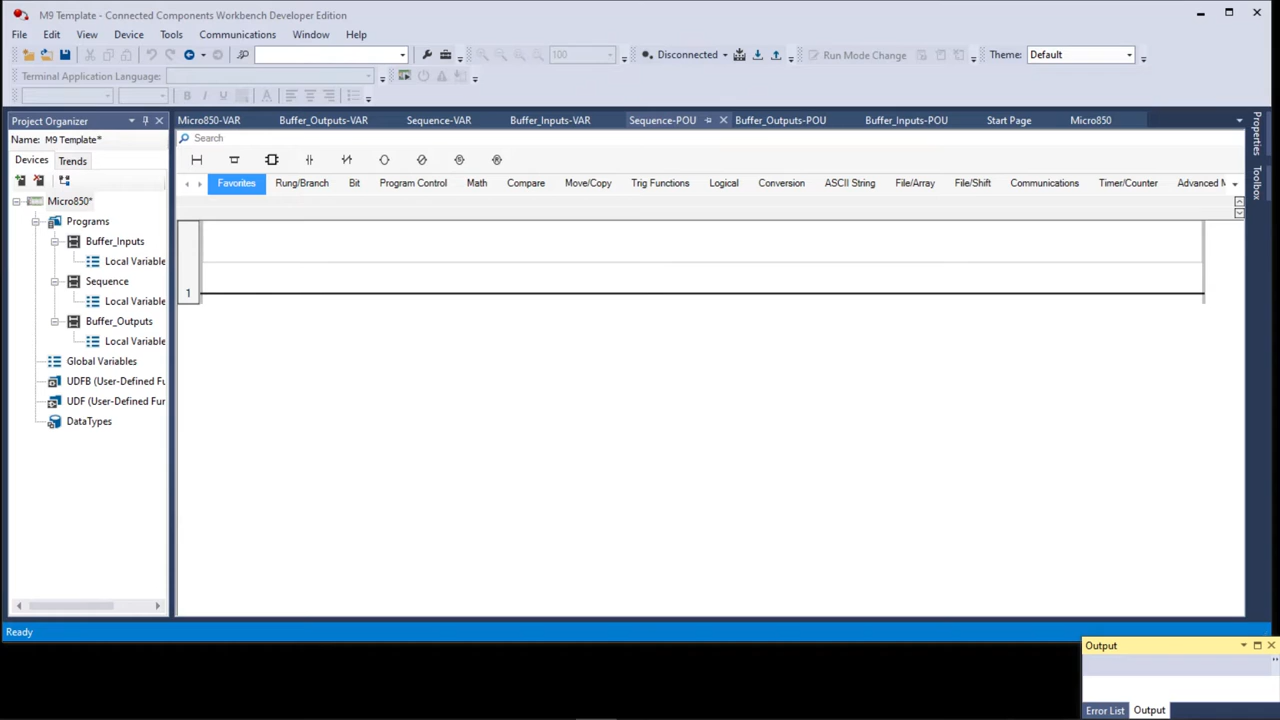 M9 Template - Connected Components Workbench Developer Edition
File Edit View Device Tools Communications Window Help
100 Disconnected Run Mode Change Theme: Default
Terminal Application Language:
B I U A
Project Organizer
Name: M9 Template*
Devices Trends
Micro850*
Programs
Buffer_Inputs
Local Variable
Sequence
Local Variable
Buffer_Outputs
Local Variable
Global Variables
UDFB (User-Defined Fu
UDF (User-Defined Fur
DataTypes
Micro850-VAR Buffer_Outputs-VAR Sequence-VAR Buffer_Inputs-VAR Sequence-POU Buffer_Outputs-POU Buffer_Inputs-POU Start Page Micro850
Search
S R
Favorites Rung/Branch Bit Program Control Math Compare Move/Copy Trig Functions Logical Conversion ASCII String File/Array File/Shift Communications Timer/Counter Advanced M
1
Properties
Toolbox
Ready
Output
Error List Output